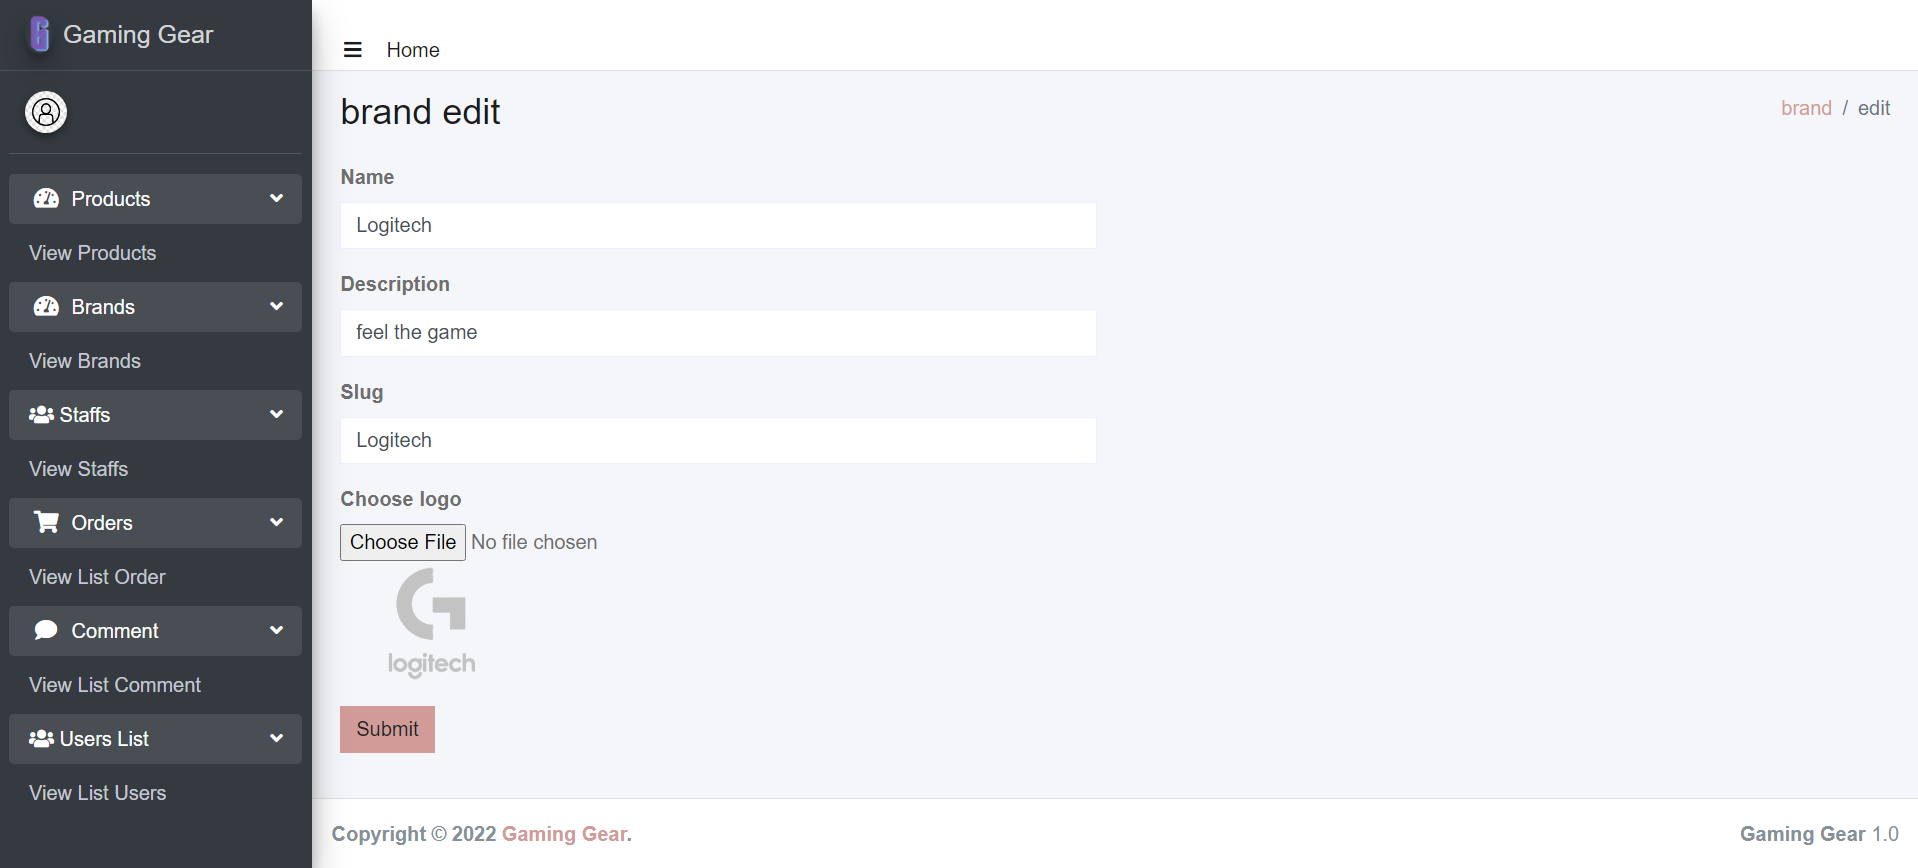 Gaming Gear
Home
brand edit
brand / edit
Products
View Products
Brands
View Brands
Staffs
View Staffs
Orders
View List Order
Comment
View List Comment
Users List
View List Users
Name
Logitech
Description
feel the game
Slug
Logitech
Choose logo
Choose File No file chosen
logitech
Submit
Copyright © 2022 Gaming Gear.
Gaming Gear 1.0